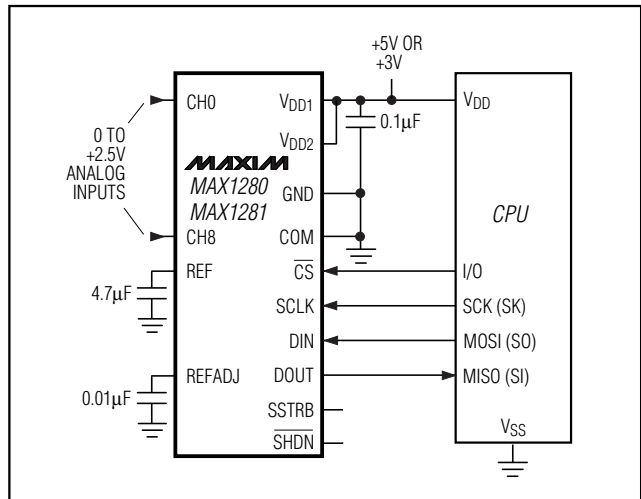 +5V OR
+3V
CH0
VDD1
VDD
0.1μF
0 TO
+2.5V
ANALOG
INPUTS
VDD2
MAXIM
MAX1280
MAX1281
GND
CPU
CH8
COM
REF
CS
I/O
4.7μF
SCLK
SCK (SK)
DIN
MOSI (SO)
REFADJ
DOUT
MISO (SI)
0.01μF
SSTRB
SHDN
VSS